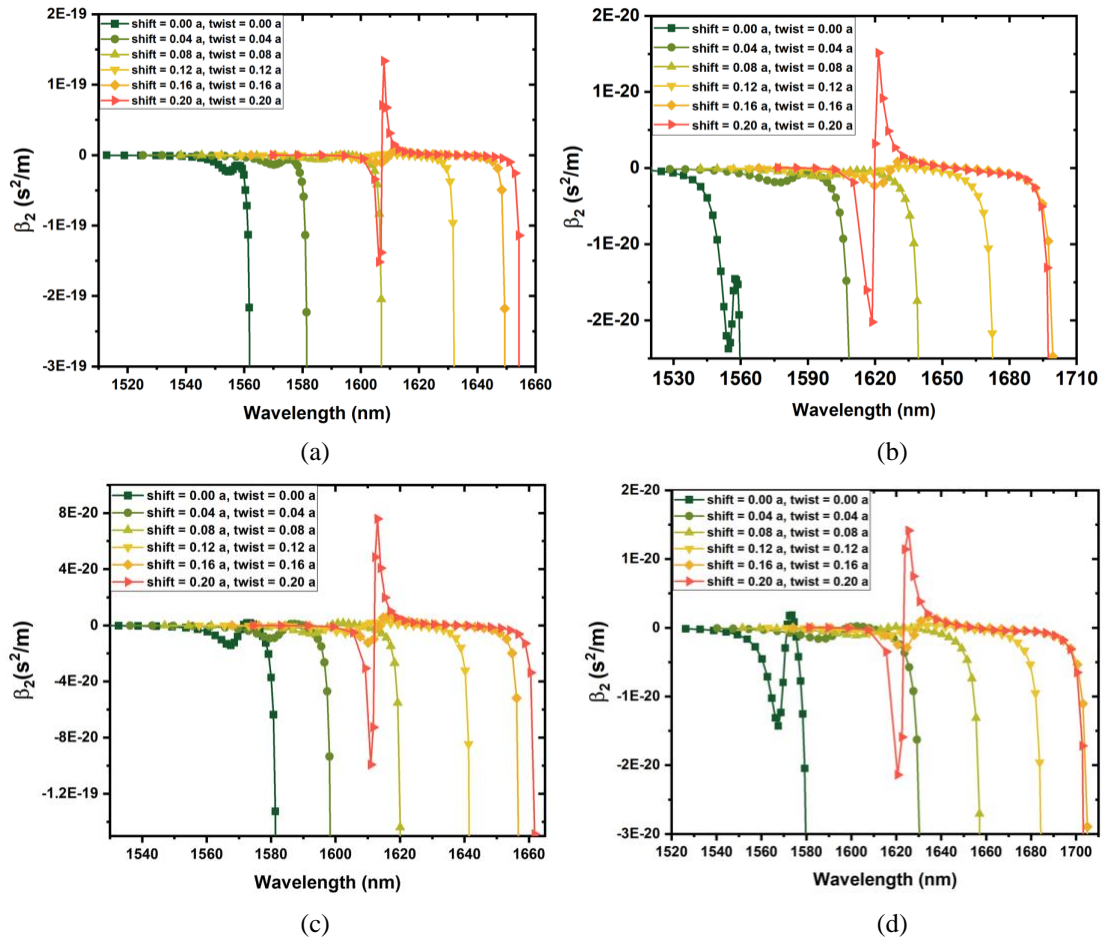 2E-19
1E-19
0
-1E-19
-2E-19
-3E-19
β₂ (s²/m)
shift = 0.00 a, twist = 0.00 a
shift = 0.04 a, twist = 0.04 a
shift = 0.08 a, twist = 0.08 a
shift = 0.12 a, twist = 0.12 a
shift = 0.16 a, twist = 0.16 a
shift = 0.20 a, twist = 0.20 a
1520 1540 1560 1580 1600 1620 1640 1660
Wavelength (nm)
(a)
2E-20
1E-20
0
-1E-20
-2E-20
β₂ (s²/m)
shift = 0.00 a, twist = 0.00 a
shift = 0.04 a, twist = 0.04 a
shift = 0.08 a, twist = 0.08 a
shift = 0.12 a, twist = 0.12 a
shift = 0.16 a, twist = 0.16 a
shift = 0.20 a, twist = 0.20 a
1530 1560 1590 1620 1650 1680 1710
Wavelength (nm)
(b)
8E-20
4E-20
0
-4E-20
-8E-20
-1.2E-19
β₂(s²/m)
shift = 0.00 a, twist = 0.00 a
shift = 0.04 a, twist = 0.04 a
shift = 0.08 a, twist = 0.08 a
shift = 0.12 a, twist = 0.12 a
shift = 0.16 a, twist = 0.16 a
shift = 0.20 a, twist = 0.20 a
1540 1560 1580 1600 1620 1640 1660
Wavelength (nm)
(c)
2E-20
1E-20
0
-1E-20
-2E-20
-3E-20
β₂ (s²/m)
shift = 0.00 a, twist = 0.00 a
shift = 0.04 a, twist = 0.04 a
shift = 0.08 a, twist = 0.08 a
shift = 0.12 a, twist = 0.12 a
shift = 0.16 a, twist = 0.16 a
shift = 0.20 a, twist = 0.20 a
1520 1540 1560 1580 1600 1620 1640 1660 1680 1700
Wavelength (nm)
(d)